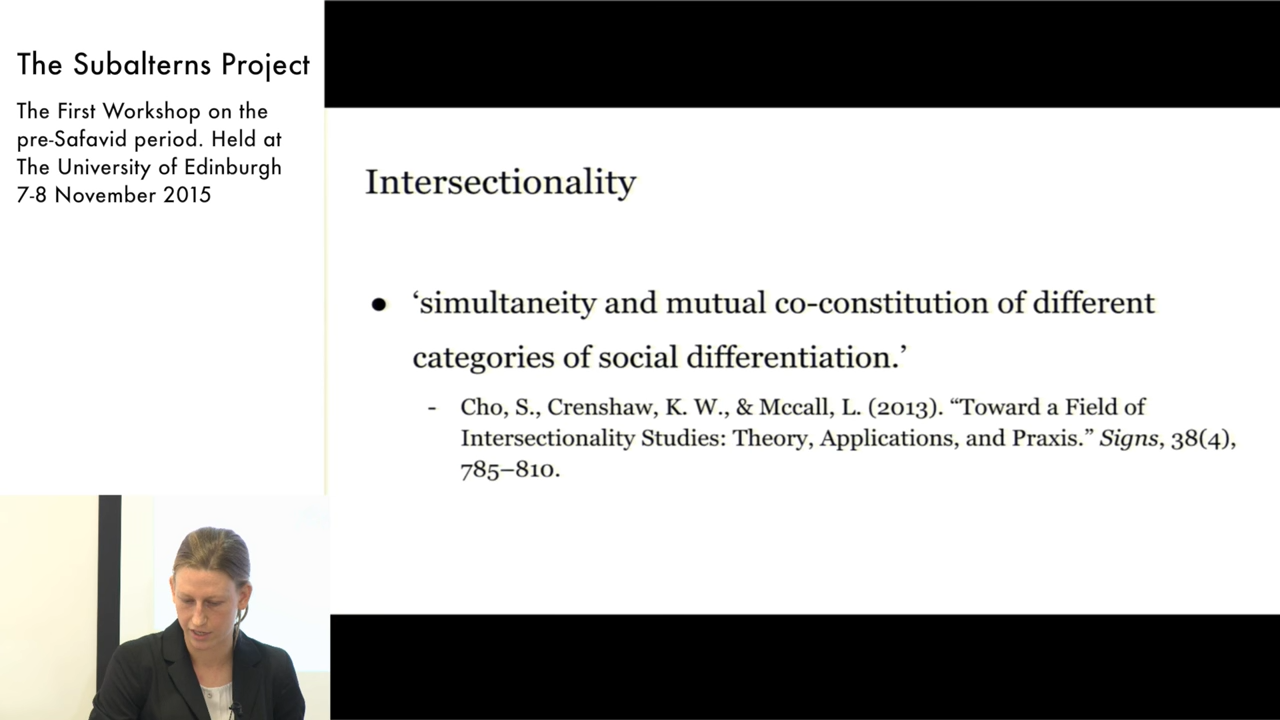 The Subalterns Project
The First Workshop on the
pre-Safavid period. Held at
The University of Edinburgh
7-8 November 2015
Intersectionality
● ‘simultaneity and mutual co-constitution of different
categories of social differentiation.’
- Cho, S., Crenshaw, K. W., & Mccall, L. (2013). “Toward a Field of
Intersectionality Studies: Theory, Applications, and Praxis.” Signs, 38(4),
785–810.